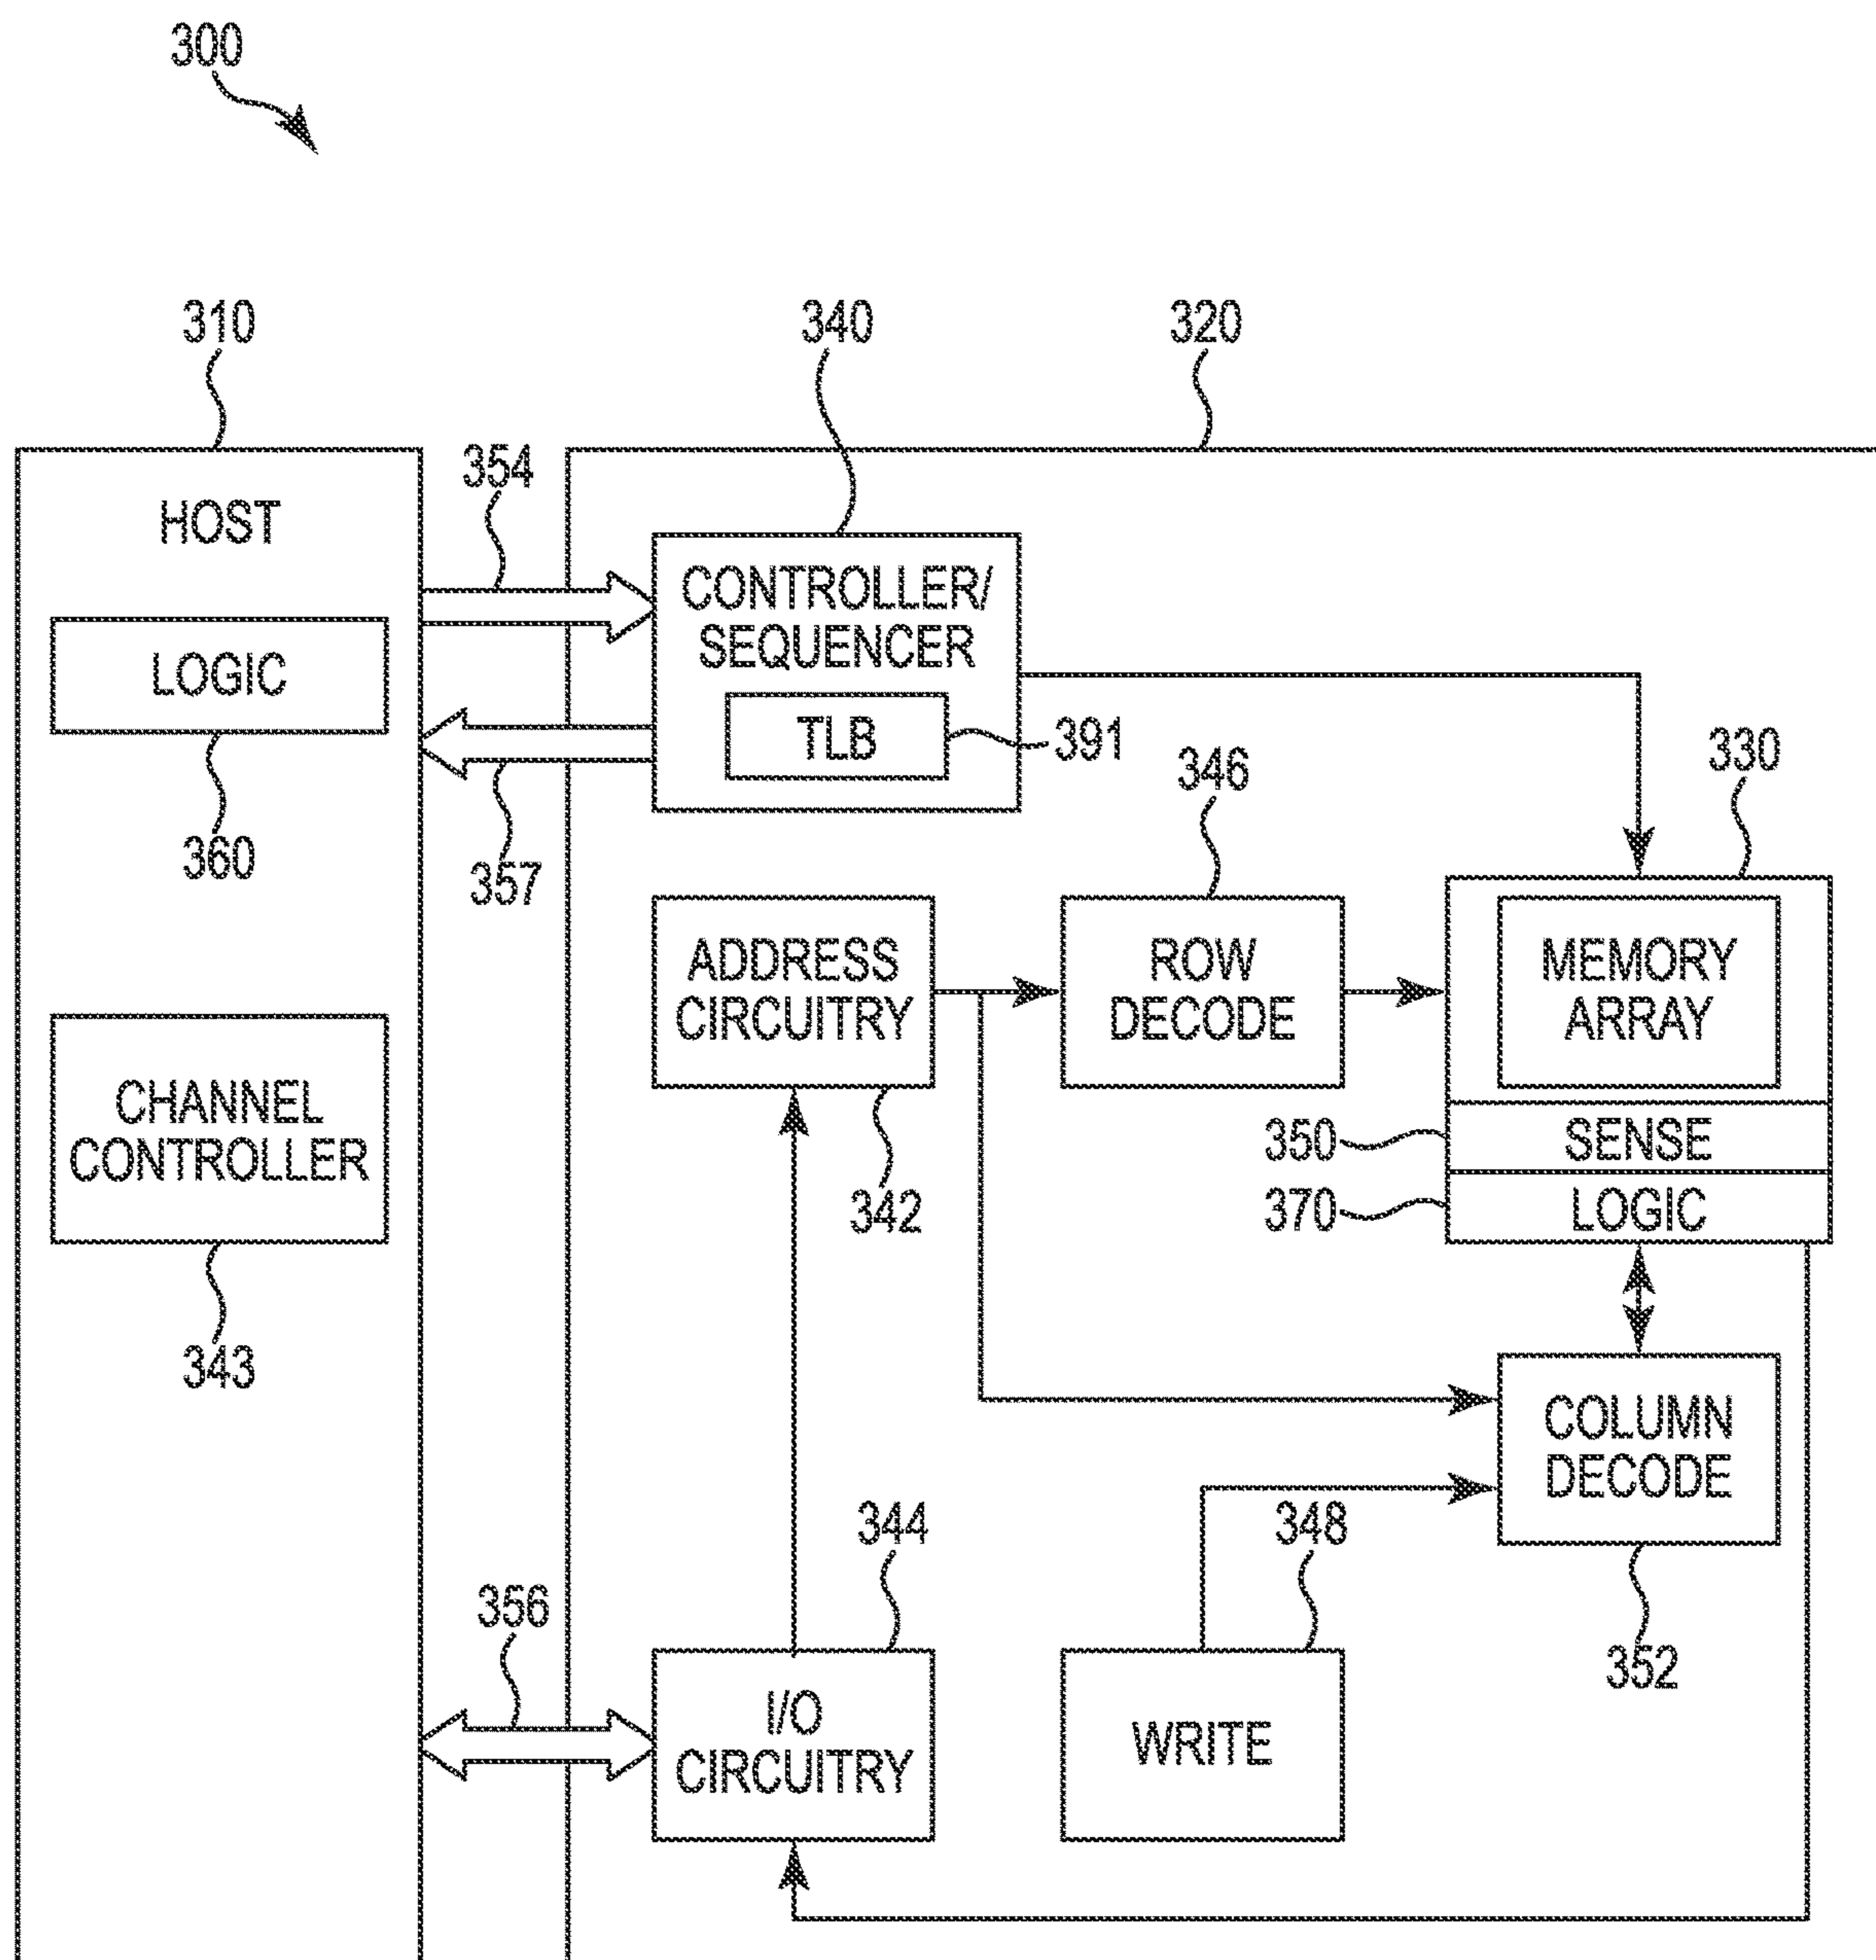 300
310
340
320
354
HOST
CONTROLLER/
SEQUENCER
LOGIC
TLB
391
346
330
360
357
ADDRESS
CIRCUITRY
ROW
DECODE
MEMORY
ARRAY
CHANNEL
CONTROLLER
350
SENSE
342
370
LOGIC
343
COLUMN
DECODE
344
348
356
352
I/O
CIRCUITRY
WRITE